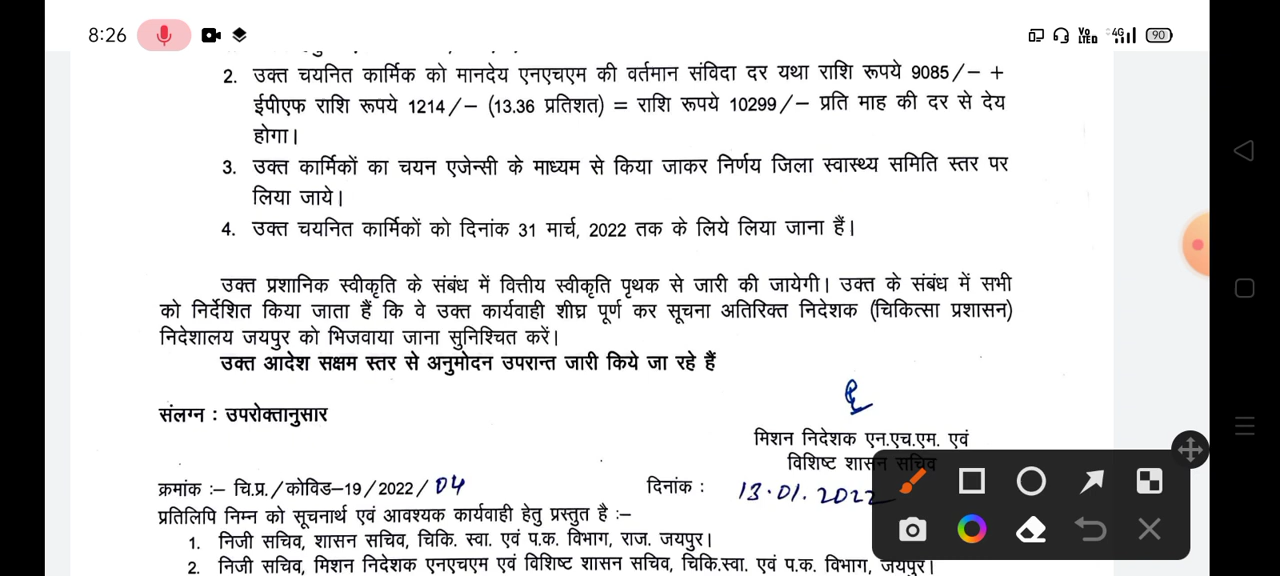 8:26
Vo LTED 4G 90
2. उक्त चयनित कार्मिक को मानदेय एनएचएम की वर्तमान संविदा दर यथा राशि रूपये 9085/– +
ईपीएफ राशि रूपये 1214/– (13.36 प्रतिशत) = राशि रूपये 10299/– प्रति माह की दर से देय
होगा।
3. उक्त कार्मिकों का चयन एजेन्सी के माध्यम से किया जाकर निर्णय जिला स्वास्थ्य समिति स्तर पर
लिया जाये।
4. उक्त चयनित कार्मिकों को दिनांक 31 मार्च, 2022 तक के लिये लिया जाना हैं।
उक्त प्रशानिक स्वीकृति के संबंध में वित्तीय स्वीकृति पृथक से जारी की जायेगी। उक्त के संबंध में सभी
को निर्देशित किया जाता हैं कि वे उक्त कार्यवाही शीघ्र पूर्ण कर सूचना अतिरिक्त निदेशक (चिकित्सा प्रशासन)
निदेशालय जयपुर को भिजवाया जाना सुनिश्चित करें।
उक्त आदेश सक्षम स्तर से अनुमोदन उपरान्त जारी किये जा रहे हैं
संलग्न : उपरोक्तानुसार
मिशन निदेशक एन.एच.एम. एवं
विशिष्ट शासन सचिव
क्रमांक :– चि.प्र./कोविड–19/2022/04 दिनांक : 13.01.2022
प्रतिलिपि निम्न को सूचनार्थ एवं आवश्यक कार्यवाही हेतु प्रस्तुत है :–
1. निजी सचिव, शासन सचिव, चिकि. स्वा. एवं प.क. विभाग, राज. जयपुर।
2. निजी सचिव, मिशन निदेशक एनएचएम एवं विशिष्ट शासन सचिव, चिकि.स्वा. एवं प.क. विभाग, जयपुर।